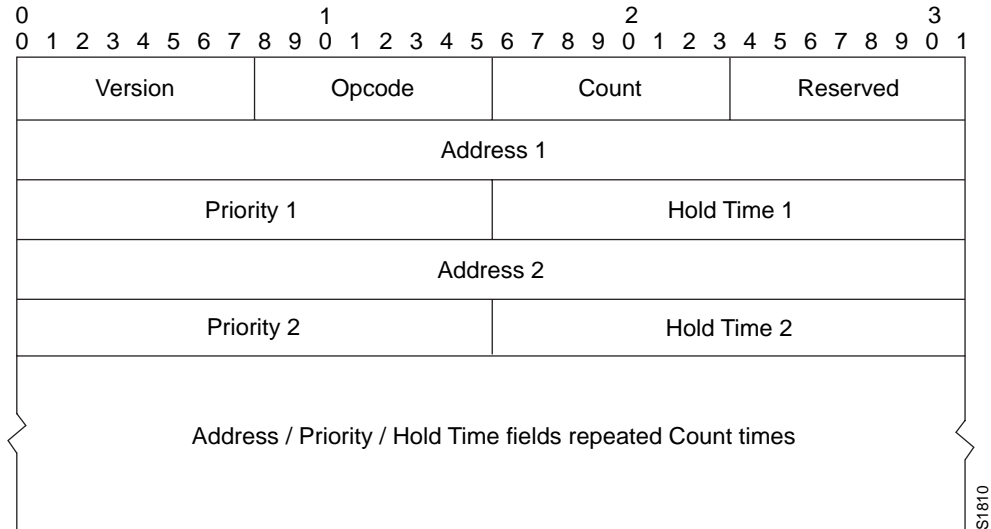 0 1 2 3
0 1 2 3 4 5 6 7 8 9 0 1 2 3 4 5 6 7 8 9 0 1 2 3 4 5 6 7 8 9 0 1
Version Opcode Count Reserved
Address 1
Priority 1 Hold Time 1
Address 2
Priority 2 Hold Time 2
Address / Priority / Hold Time fields repeated Count times
S1810